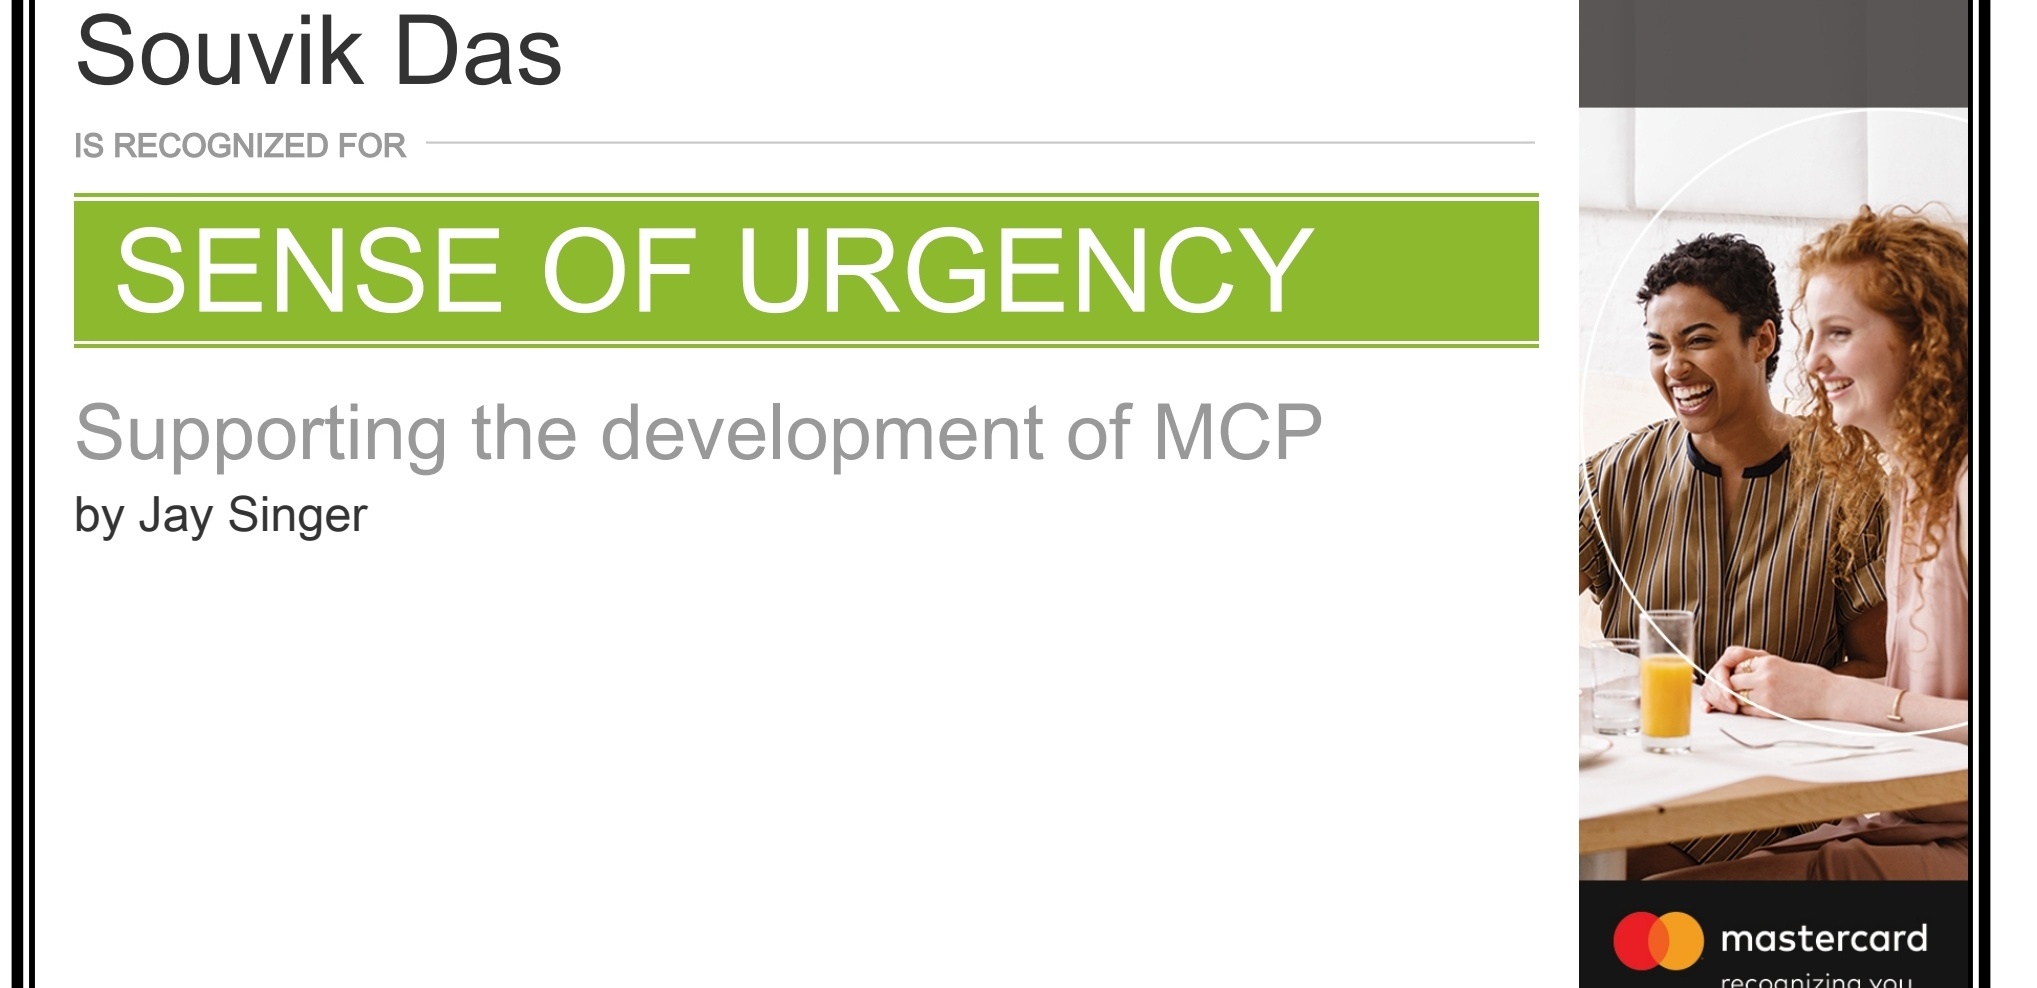 Souvik Das
IS RECOGNIZED FOR
SENSE OF URGENCY
Supporting the development of MCP
by Jay Singer
mastercard
recognizing you